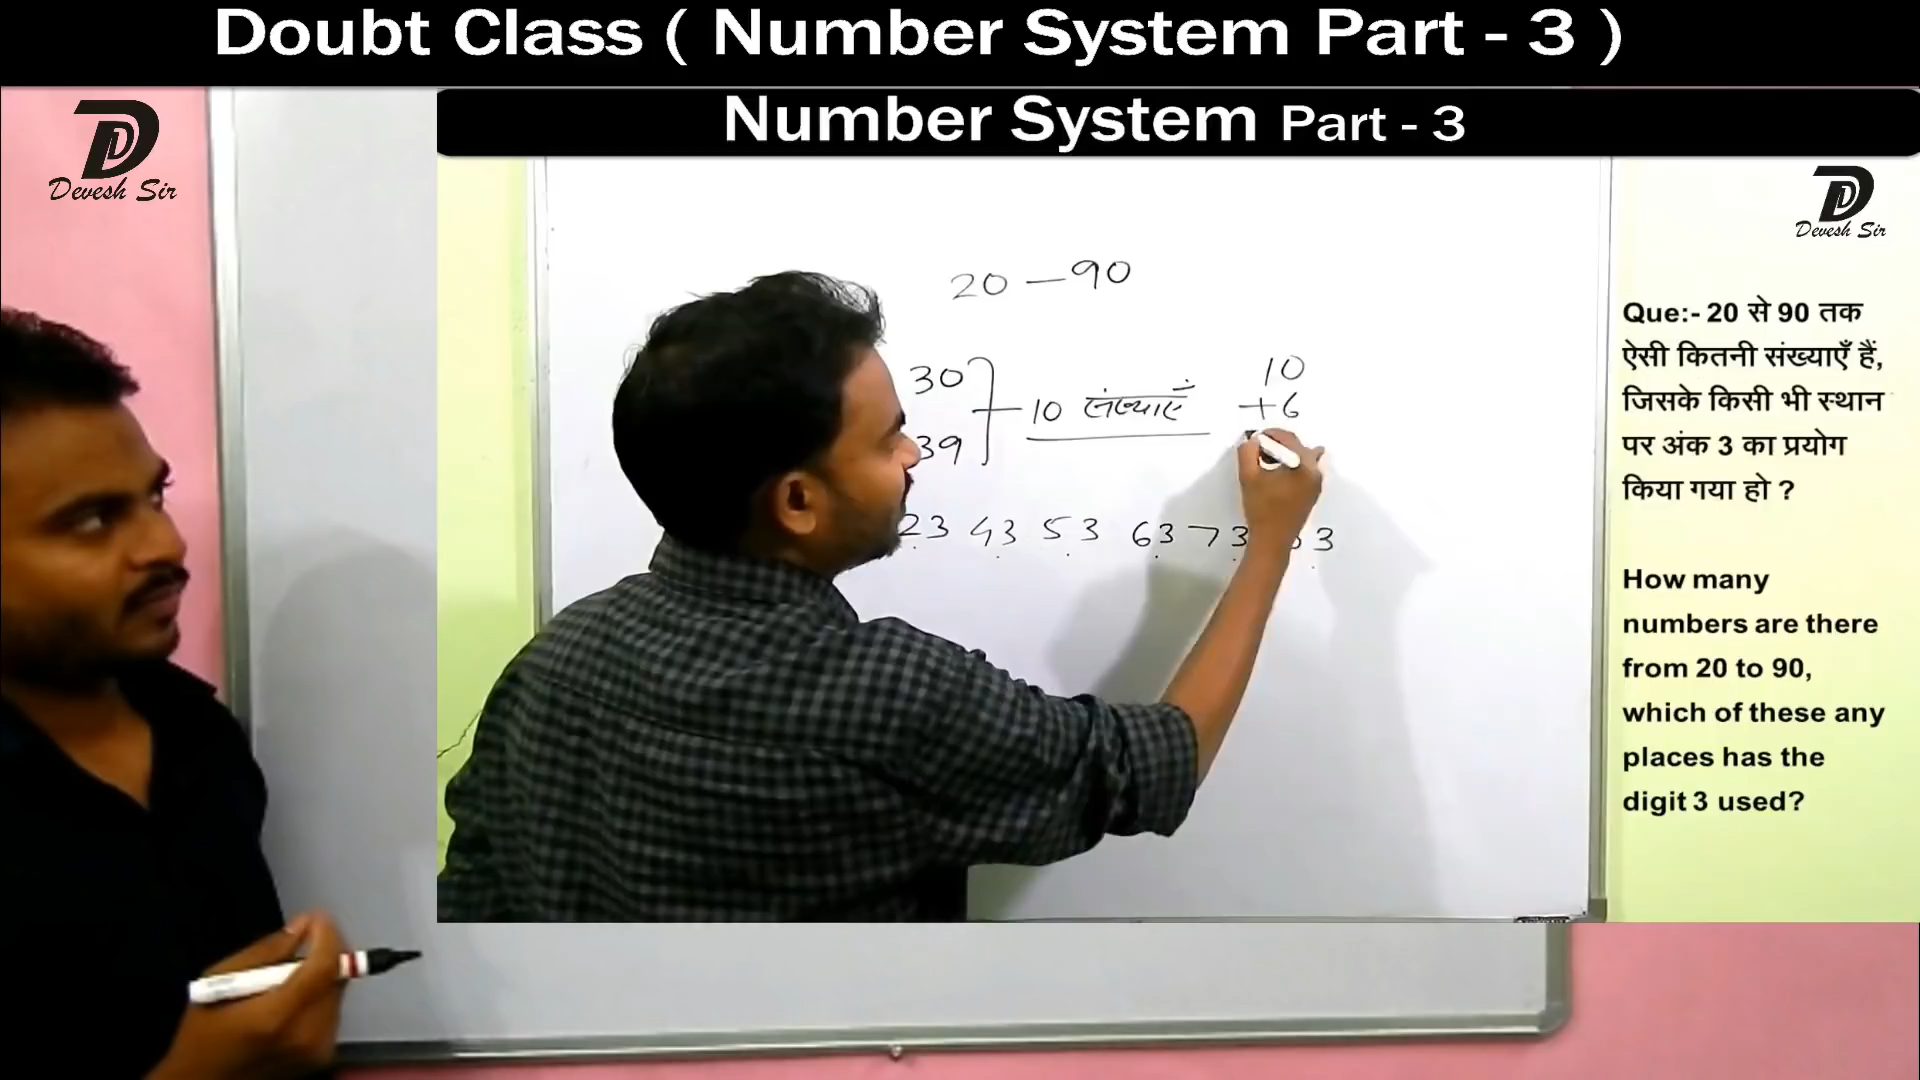 Doubt Class ( Number System Part - 3 )
Number System Part - 3
D
Devesh Sir
D
Devesh Sir
20 — 90
30
39
10 संख्याएँ
10
+6
23 43 53 63 73 3
Que:- 20 से 90 तक
ऐसी कितनी संख्याएँ हैं,
जिसके किसी भी स्थान
पर अंक 3 का प्रयोग
किया गया हो ?
How many
numbers are there
from 20 to 90,
which of these any
places has the
digit 3 used?